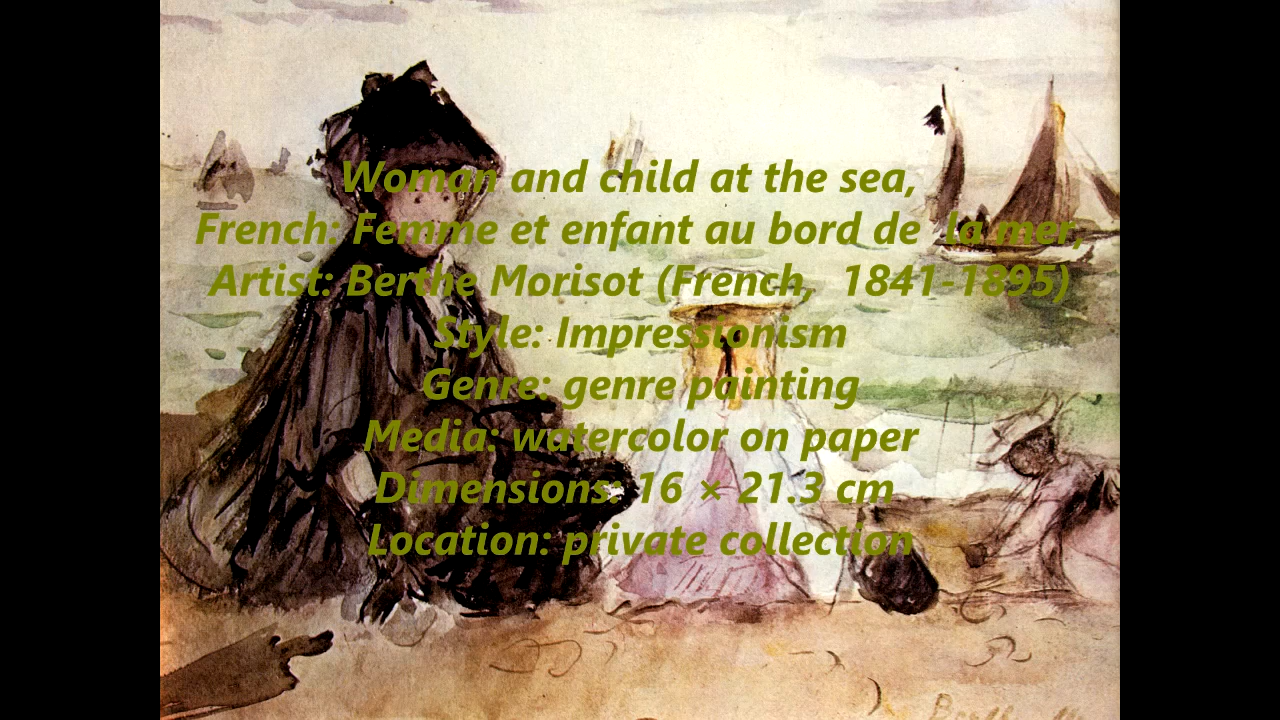 Woman and child at the sea,
French: Femme et enfant au bord de  la mer,
Artist: Berthe Morisot (French,  1841-1895)
Style: Impressionism
Genre: genre painting
Media: watercolor on paper
Dimensions: 16 × 21.3 cm
Location: private collection